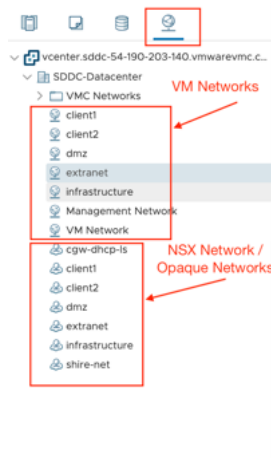 vcenter.sddc-54-190-203-140.vmwarevmc.c...
SDDC-Datacenter
VM Networks
VMC Networks
client1
client2
dmz
extranet
infrastructure
Management Network
VM Network
cgw-dhcp-ls
NSX Network /
Opaque Networks
client1
client2
dmz
extranet
infrastructure
shire-net